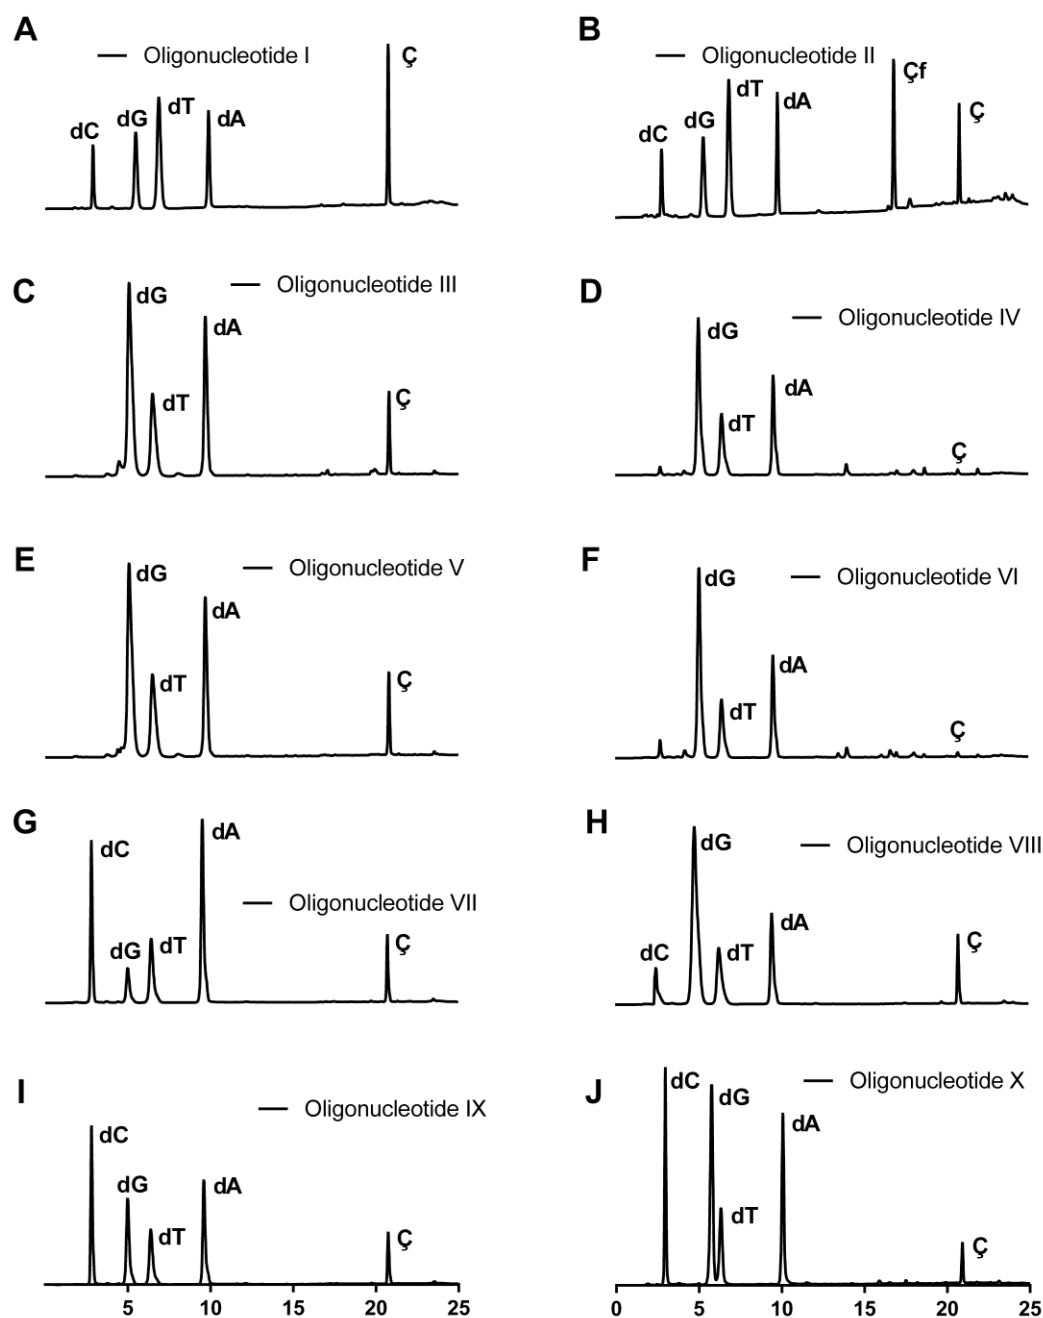 A
Oligonucleotide I
dC
dG
dT
dA
Ç
B
Oligonucleotide II
dC
dG
dT
dA
Çf
Ç
C
Oligonucleotide III
dG
dT
dA
Ç
D
Oligonucleotide IV
dG
dT
dA
Ç
E
Oligonucleotide V
dG
dT
dA
Ç
F
Oligonucleotide VI
dG
dT
dA
Ç
G
Oligonucleotide VII
dC
dG
dT
dA
Ç
H
Oligonucleotide VIII
dC
dG
dT
dA
Ç
I
Oligonucleotide IX
dC
dG
dT
dA
Ç
5 10 15 20 25
J
Oligonucleotide X
dC
dG
dT
dA
Ç
0 5 10 15 20 25